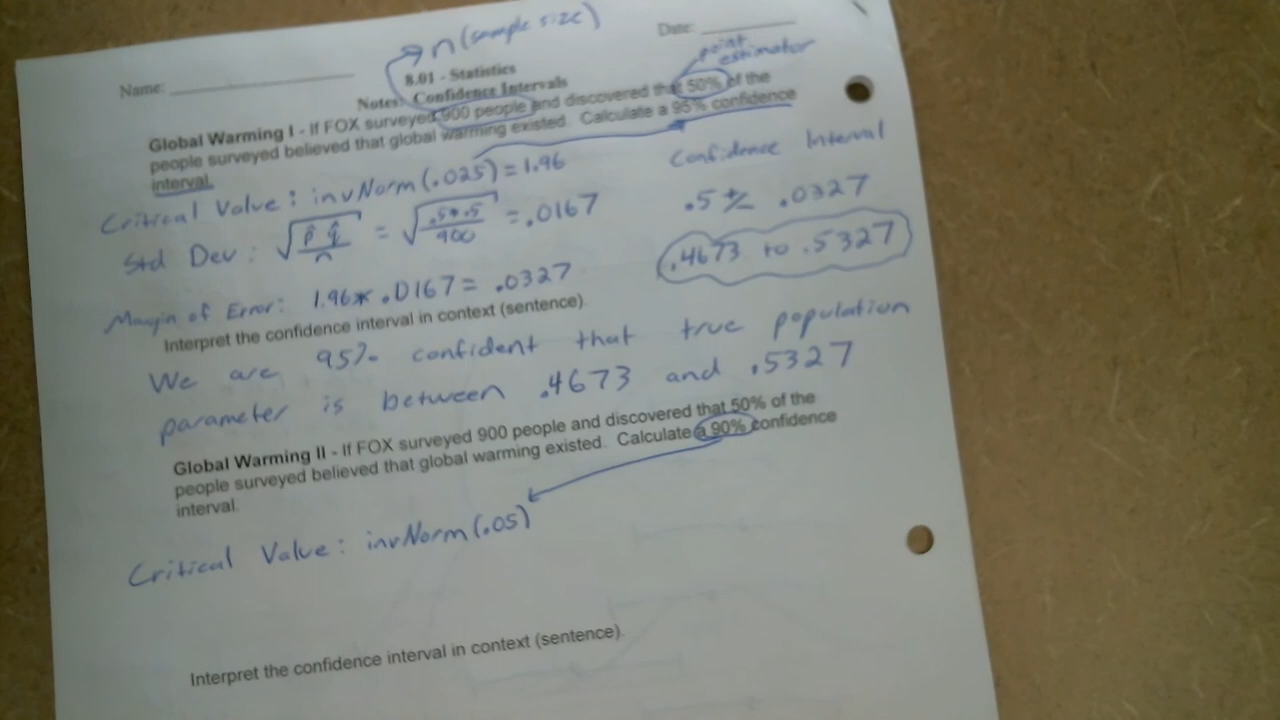 n (sample size)
Name: Date:
point
estimator
8.01 - Statistics
Notes: Confidence Intervals
Global Warming I - If FOX surveyed 900 people and discovered that 50% of the
people surveyed believed that global warming existed. Calculate a 95% confidence
interval.
Critical Value: invNorm(.025) = 1.96
Std Dev: √(p̂ q̂ / n) = √(.5*.5 / 900) = .0167
Margin of Error: 1.96* .0167 = .0327
Confidence Interval
.5 +/- .0327
.4673 to .5327
Interpret the confidence interval in context (sentence).
We are 95% confident that true population
parameter is between .4673 and .5327
Global Warming II - If FOX surveyed 900 people and discovered that 50% of the
people surveyed believed that global warming existed. Calculate a 90% confidence
interval.
Critical Value: invNorm(.05)
Interpret the confidence interval in context (sentence).